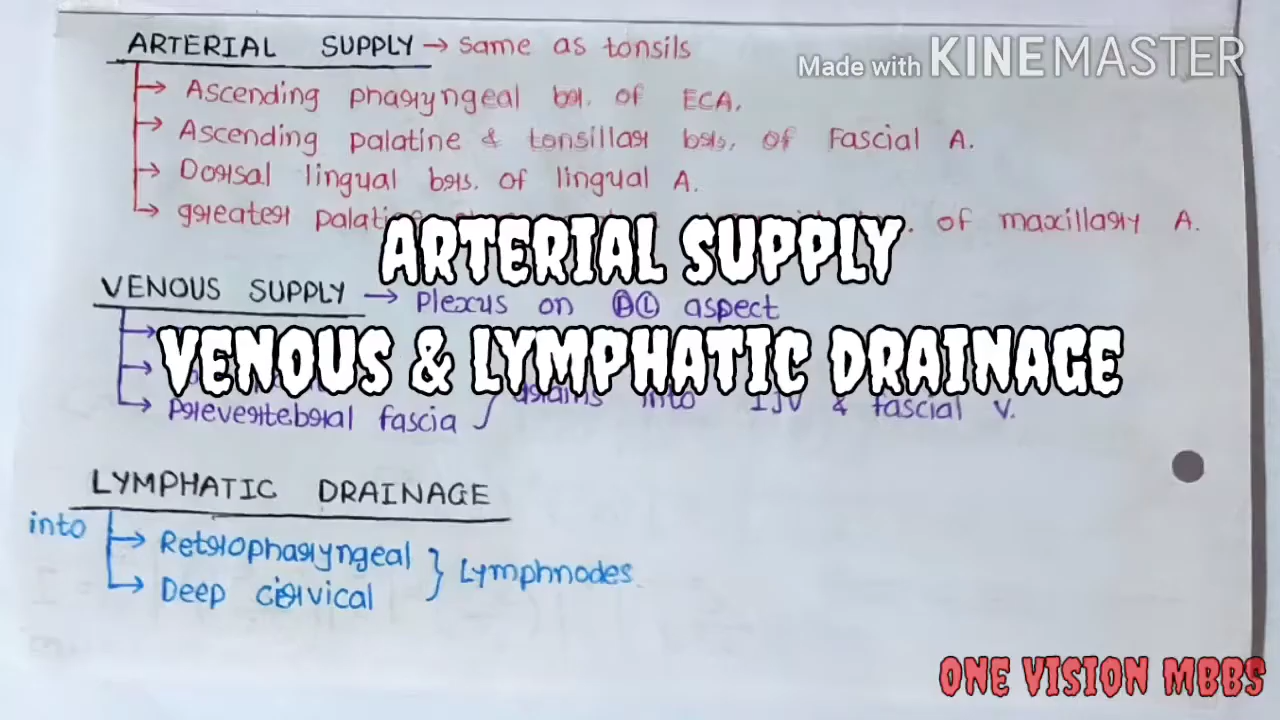 ARTERIAL SUPPLY → same as tonsils
Made with KINEMASTER
Ascending pharyngeal br. of ECA.
Ascending palatine & tonsillar brs. of Fascial A.
Dorsal lingual brs. of lingual A.
greater of maxillary A.
ARTERIAL SUPPLY
VENOUS SUPPLY → Plexus on aspect
VENOUS & LYMPHATIC DRAINAGE
Prevertebral fascia } drains into IJV & fascial V.
LYMPHATIC DRAINAGE
into
Retropharyngeal
Deep cervical } Lymphnodes
ONE VISION MBBS